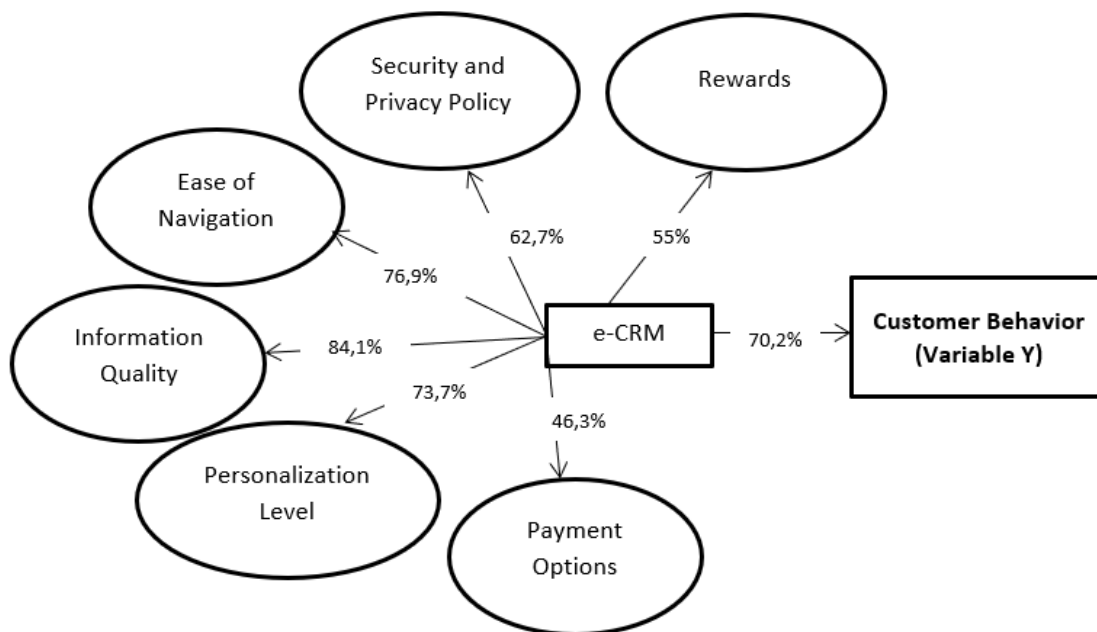 Security and
Privacy Policy
Rewards
Ease of
Navigation
62,7%
55%
76,9%
Information
Quality
84,1%
e-CRM
70,2%
Customer Behavior
(Variable Y)
73,7%
46,3%
Personalization
Level
Payment
Options